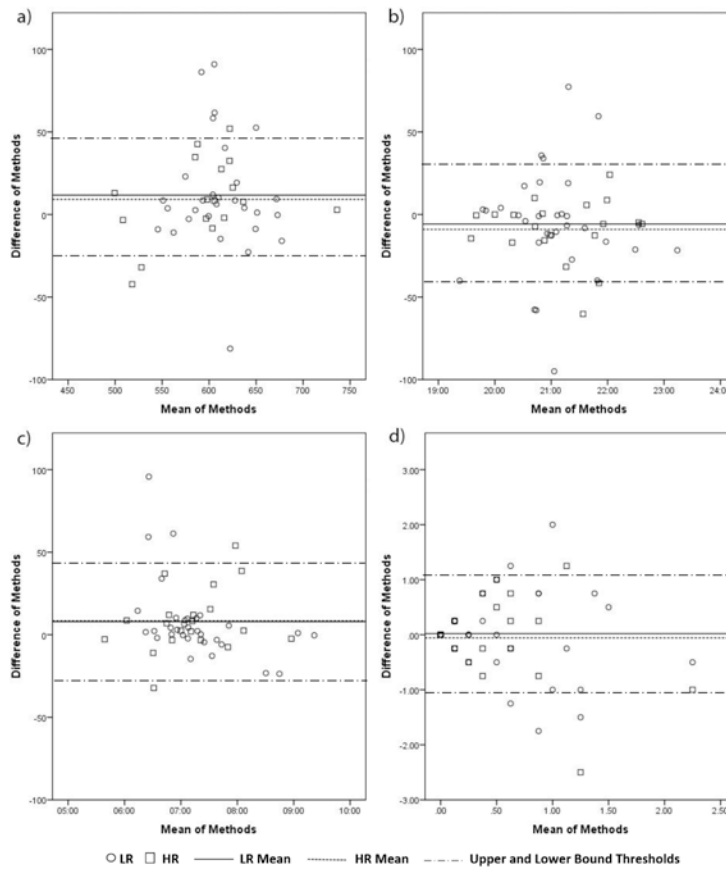 a)
Difference of Methods
100
50
0
-50
-100
450 500 550 600 650 700 750
Mean of Methods
b)
Difference of Methods
100
50
0
-50
-100
19:00 20:00 21:00 22:00 23:00 24:0
Mean of Methods
c)
Difference of Methods
100
50
0
-50
-100
05:00 06:00 07:00 08:00 09:00 10:00
Mean of Methods
d)
Difference of Methods
3.00
2.00
1.00
.00
-1.00
-2.00
-3.00
.00 .50 1.00 1.50 2.00 2.50
Mean of Methods
LR HR LR Mean HR Mean Upper and Lower Bound Thresholds